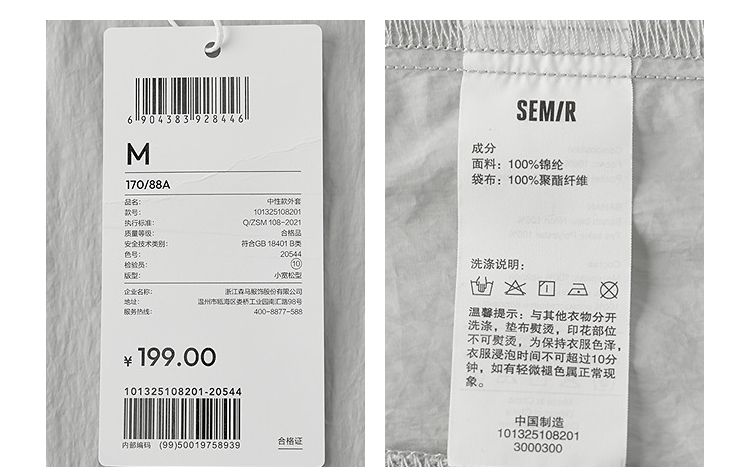 6 904383 928446
M
170/88A
品名: 中性款外套
款号: 101325108201
执行标准: Q/ZSM 108-2021
质量等级: 合格品
安全技术类别: 符合GB 18401 B类
色号: 20544
检验员: 10
版型: 小宽松型
企业名称: 浙江森马服饰股份有限公司
地址: 温州市瓯海区娄桥工业园南汇路98号
服务热线: 400-8877-588
¥ 199.00
101325108201-20544
内部编码 (99)50019758939
合格证
SEM/R
成分
面料: 100%锦纶
袋布: 100%聚酯纤维
洗涤说明:
温馨提示: 与其他衣物分开
洗涤, 垫布熨烫, 印花部位
不可熨烫, 为保持衣服色泽,
衣服浸泡时间不可超过10分
钟, 如有轻微褪色属正常现
象。
中国制造
101325108201
3000300